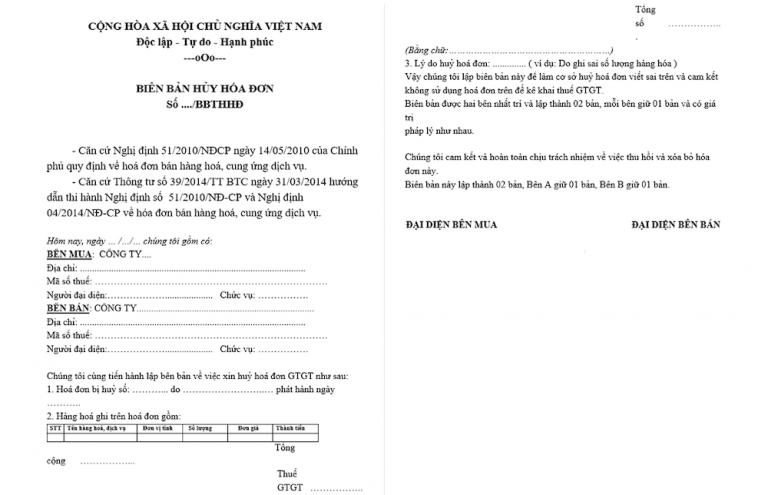 CỘNG HÒA XÃ HỘI CHỦ NGHĨA VIỆT NAM
Độc lập - Tự do - Hạnh phúc
---oOo---
BIÊN BẢN HỦY HÓA ĐƠN
Số ..../BBTHHĐ
- Căn cứ Nghị định 51/2010/NĐCP ngày 14/05/2010 của Chính
phủ quy định về hoá đơn bán hàng hoá, cung ứng dịch vụ.
- Căn cứ Thông tư số 39/2014/TT BTC ngày 31/03/2014 hướng
dẫn thi hành Nghị định số 51/2010/NĐ-CP và Nghị định
04/2014/NĐ-CP về hóa đơn bán hàng hoá, cung ứng dịch vụ.
Hôm nay, ngày ... /.../... chúng tôi gồm có:
BÊN MUA: CÔNG TY....
Địa chỉ: ..........................................................................................
Mã số thuế: ……………………………………………………………………
Người đại diện:……………..................... Chức vụ: …………….
BÊN BÁN: CÔNG TY.......................................................................
Địa chỉ: ..........................................................................................
Mã số thuế: ……………………………………………………………………
Người đại diện:……………..................... Chức vụ: …………….
Chúng tôi cùng tiến hành lập bên bản về việc xin huỷ hoá đơn GTGT như sau:
1. Hoá đơn bị huỷ số: ……….. do …………………….…. phát hành ngày
………..
2. Hàng hoá ghi trên hoá đơn gồm:
STT Tên hàng hoá, dịch vụ Đơn vị tính Số lượng Đơn giá Thành tiền
Tổng
cộng ……………..
Thuế
GTGT ……………..
Tổng
số ……………..
.
(Bằng chữ: ……………………………………………)
3. Lý do huỷ hoá đơn: .............. ( ví dụ: Do ghi sai số lượng hàng hóa )
Vậy chúng tôi lập biên bản này để làm cơ sở huỷ hoá đơn viết sai trên và cam kết
không sử dụng hoá đơn trên để kê khai thuế GTGT.
Biên bản được hai bên nhất trí và lập thành 02 bản, mỗi bên giữ 01 bản và có giá
trị
pháp lý như nhau.
Chúng tôi cam kết và hoàn toàn chịu trách nhiệm về việc thu hồi và xóa bỏ hóa
đơn này.
Biên bản này lập thành 02 bản, Bên A giữ 01 bản, Bên B giữ 01 bản.
ĐẠI DIỆN BÊN MUA ĐẠI DIỆN BÊN BÁN